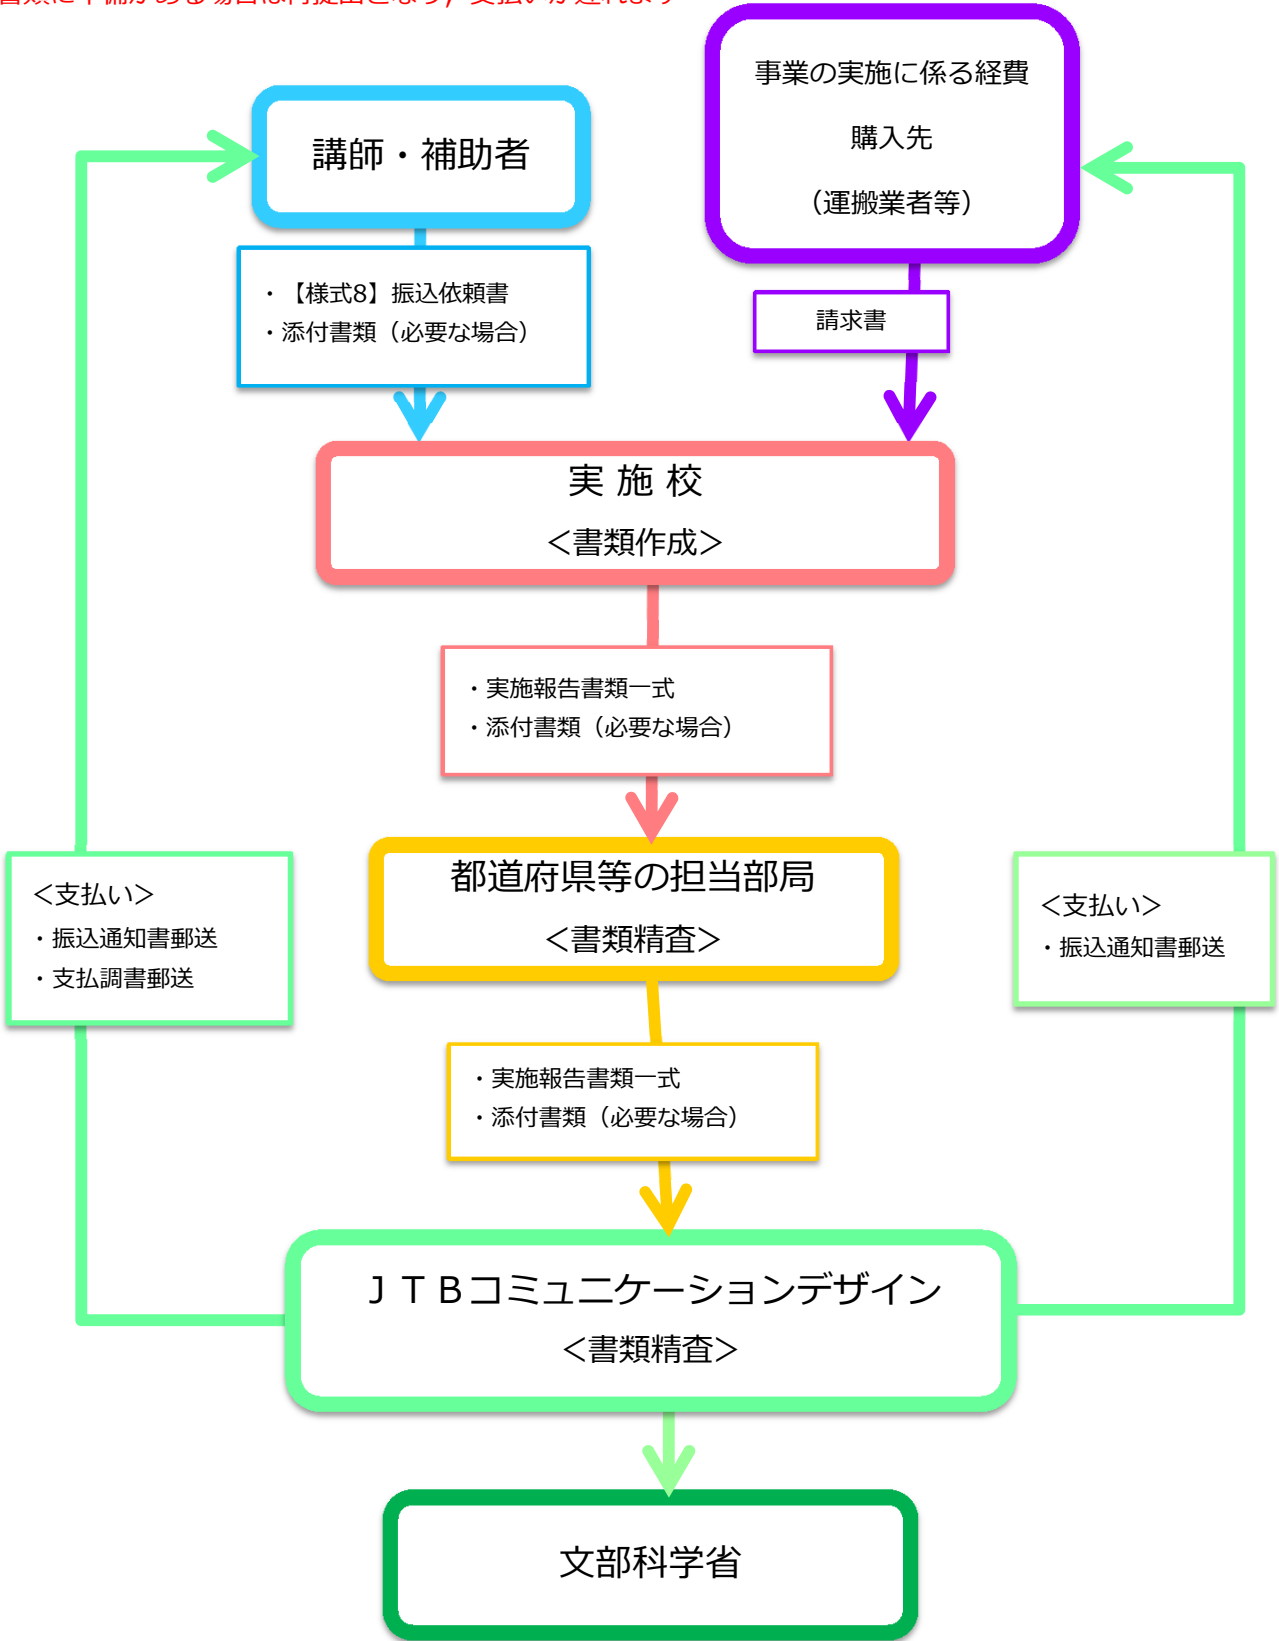 講師・補助者
事業の実施に係る経費
購入先
（運搬業者等）
・【様式8】振込依頼書
・添付書類（必要な場合）
請求書
実 施 校
＜書類作成＞
・実施報告書類一式
・添付書類（必要な場合）
都道府県等の担当部局
＜書類精査＞
＜支払い＞
・振込通知書郵送
・支払調書郵送
＜支払い＞
・振込通知書郵送
・実施報告書類一式
・添付書類（必要な場合）
ＪＴＢコミュニケーションデザイン
＜書類精査＞
文部科学省